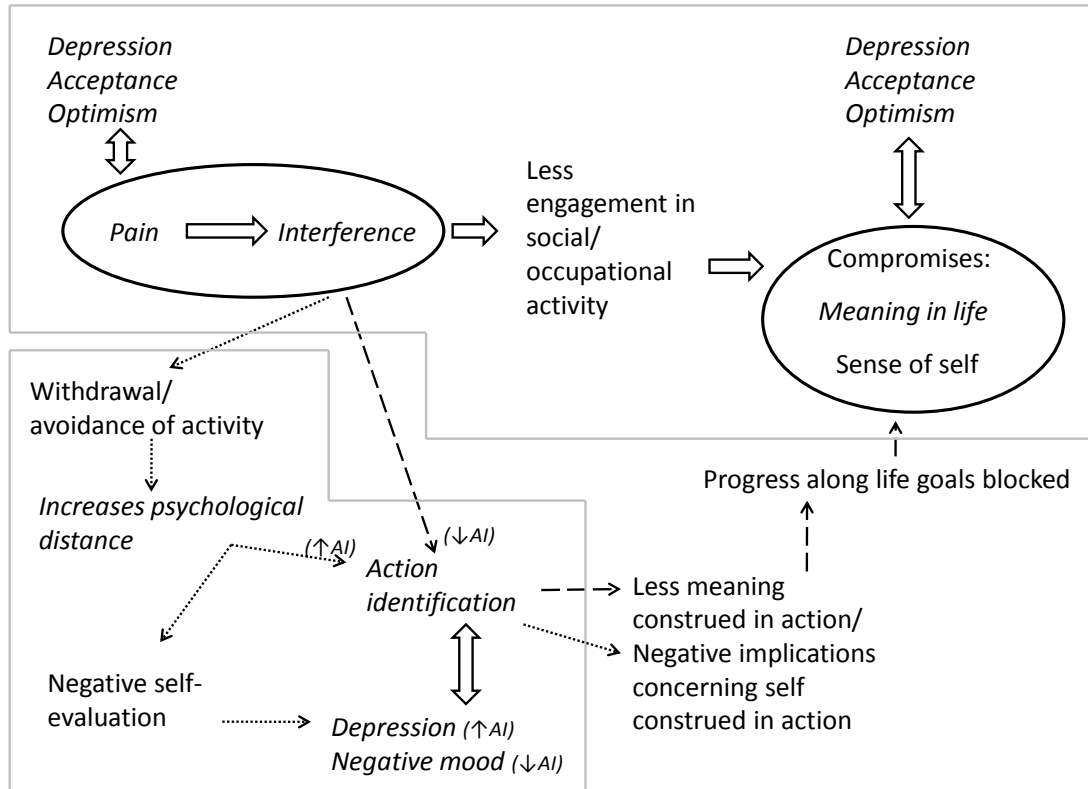 Depression
Acceptance
Optimism
Depression
Acceptance
Optimism
Pain
Interference
Less
engagement in
social/
occupational
activity
Compromises:
Meaning in life
Sense of self
Withdrawal/
avoidance of activity
Increases psychological
distance
(↑AI)
(↓AI)
Action
identification
Progress along life goals blocked
Less meaning
construed in action/
Negative implications
concerning self
construed in action
Negative self-
evaluation
Depression (↑AI)
Negative mood (↓AI)